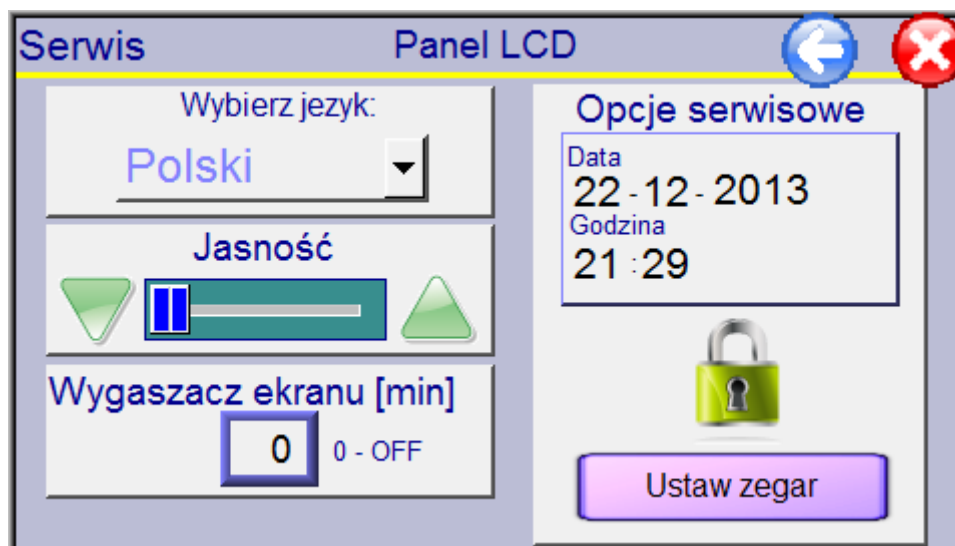 Serwis
Panel LCD
Wybierz jezyk:
Polski
Jasność
Wygaszacz ekranu [min]
0 0 - OFF
Opcje serwisowe
Data
22 - 12 - 2013
Godzina
21 : 29
Ustaw zegar